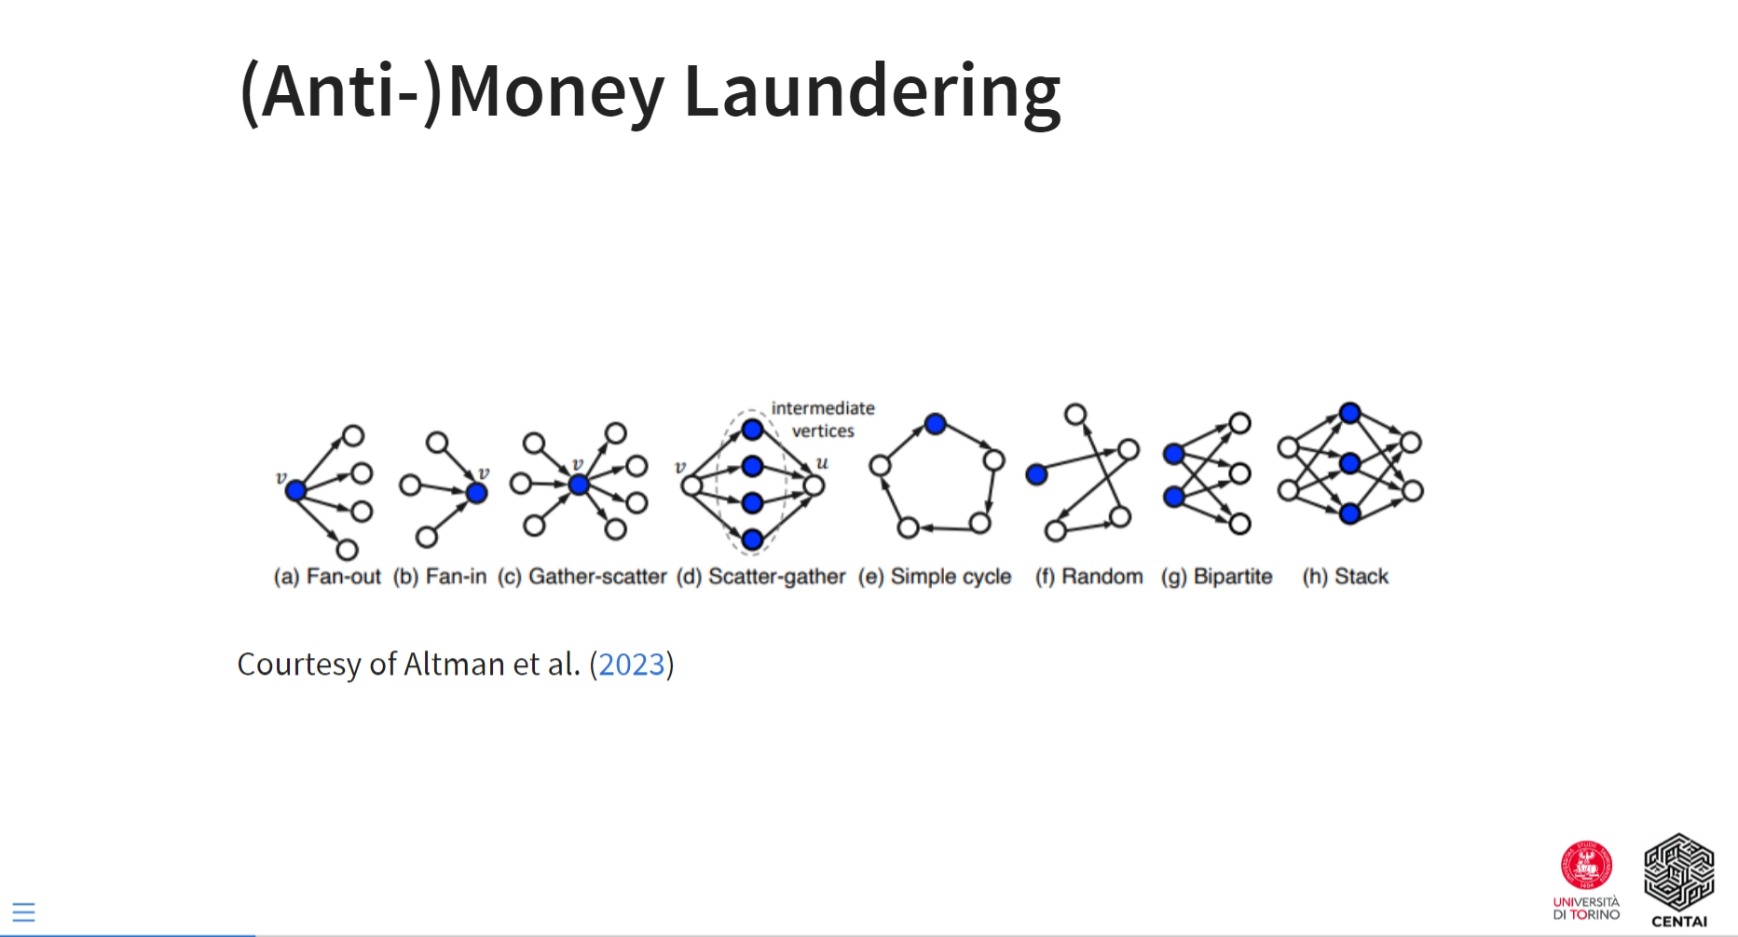 (Anti-)Money Laundering
intermediate
vertices
v
v
v
v
u
(a) Fan-out (b) Fan-in (c) Gather-scatter (d) Scatter-gather (e) Simple cycle (f) Random (g) Bipartite (h) Stack
Courtesy of Altman et al. (2023)
UNIVERSITÀ
DI TORINO
CENTAI